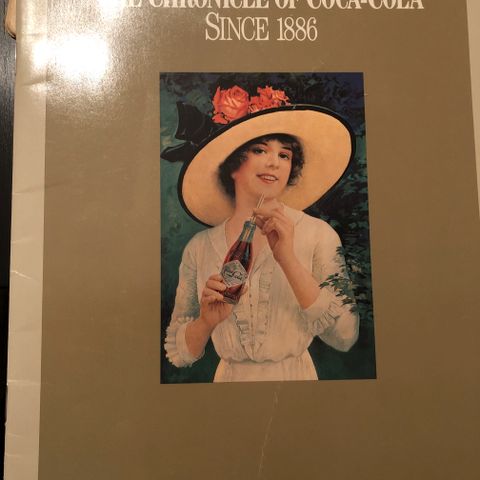 THE CHRONICLE OF COCA-COLA
SINCE 1886